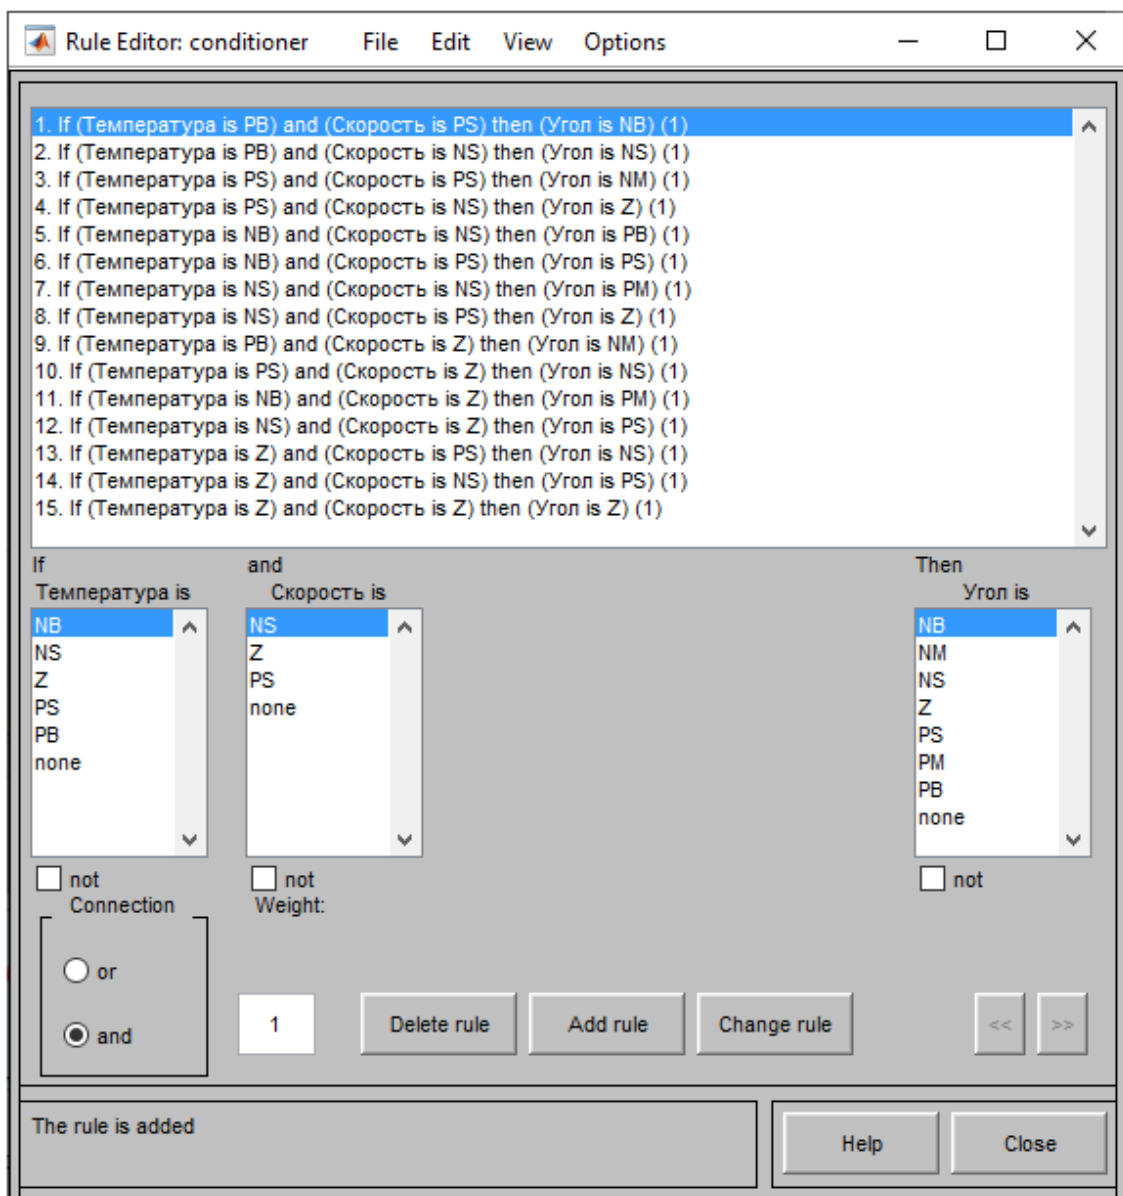 Rule Editor: conditioner File Edit View Options
1. If (Температура is PB) and (Скорость is PS) then (Угол is NB) (1)
2. If (Температура is PB) and (Скорость is NS) then (Угол is NS) (1)
3. If (Температура is PS) and (Скорость is PS) then (Угол is NM) (1)
4. If (Температура is PS) and (Скорость is NS) then (Угол is Z) (1)
5. If (Температура is NB) and (Скорость is NS) then (Угол is PB) (1)
6. If (Температура is NB) and (Скорость is PS) then (Угол is PS) (1)
7. If (Температура is NS) and (Скорость is NS) then (Угол is PM) (1)
8. If (Температура is NS) and (Скорость is PS) then (Угол is Z) (1)
9. If (Температура is PB) and (Скорость is Z) then (Угол is NM) (1)
10. If (Температура is PS) and (Скорость is Z) then (Угол is NS) (1)
11. If (Температура is NB) and (Скорость is Z) then (Угол is PM) (1)
12. If (Температура is NS) and (Скорость is Z) then (Угол is PS) (1)
13. If (Температура is Z) and (Скорость is PS) then (Угол is NS) (1)
14. If (Температура is Z) and (Скорость is NS) then (Угол is PS) (1)
15. If (Температура is Z) and (Скорость is Z) then (Угол is Z) (1)
If
Температура is
NB
NS
Z
PS
PB
none
not
and
Скорость is
NS
Z
PS
none
not
Then
Угол is
NB
NM
NS
Z
PS
PM
PB
none
not
Connection
or
and
Weight:
1
Delete rule
Add rule
Change rule
<<
>>
The rule is added
Help
Close